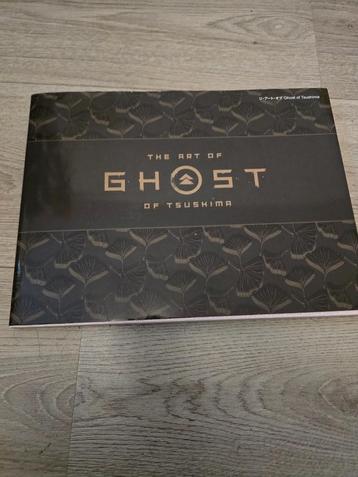 ジ・アート・オブ Ghost of Tsushima
THE ART OF
GHOST
OF TSUSHIMA